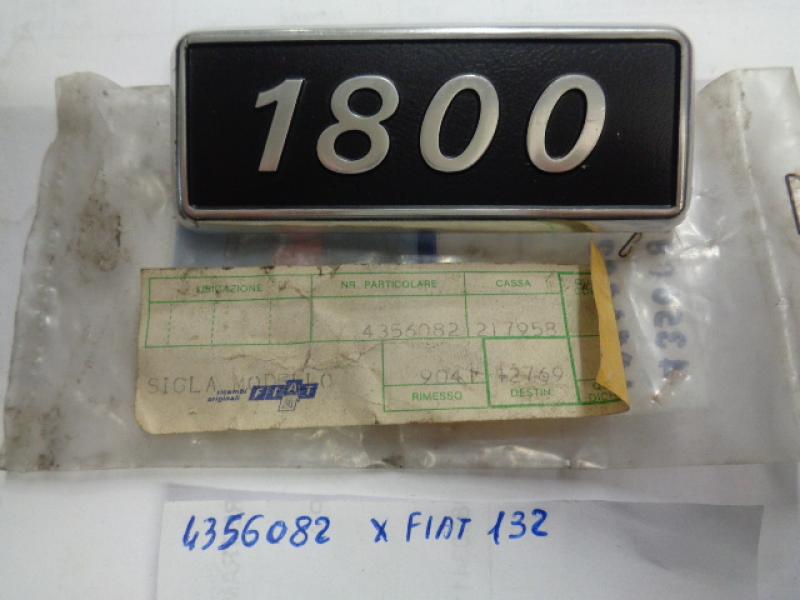 1800
UBICAZIONE
NR. PARTICOLARE
CASSA
4356082
217958
SIGLA MODELLO
ricambi originali
FIAT
9041
42769
RIMESSO
DESTIN.
4356082 x FIAT 132